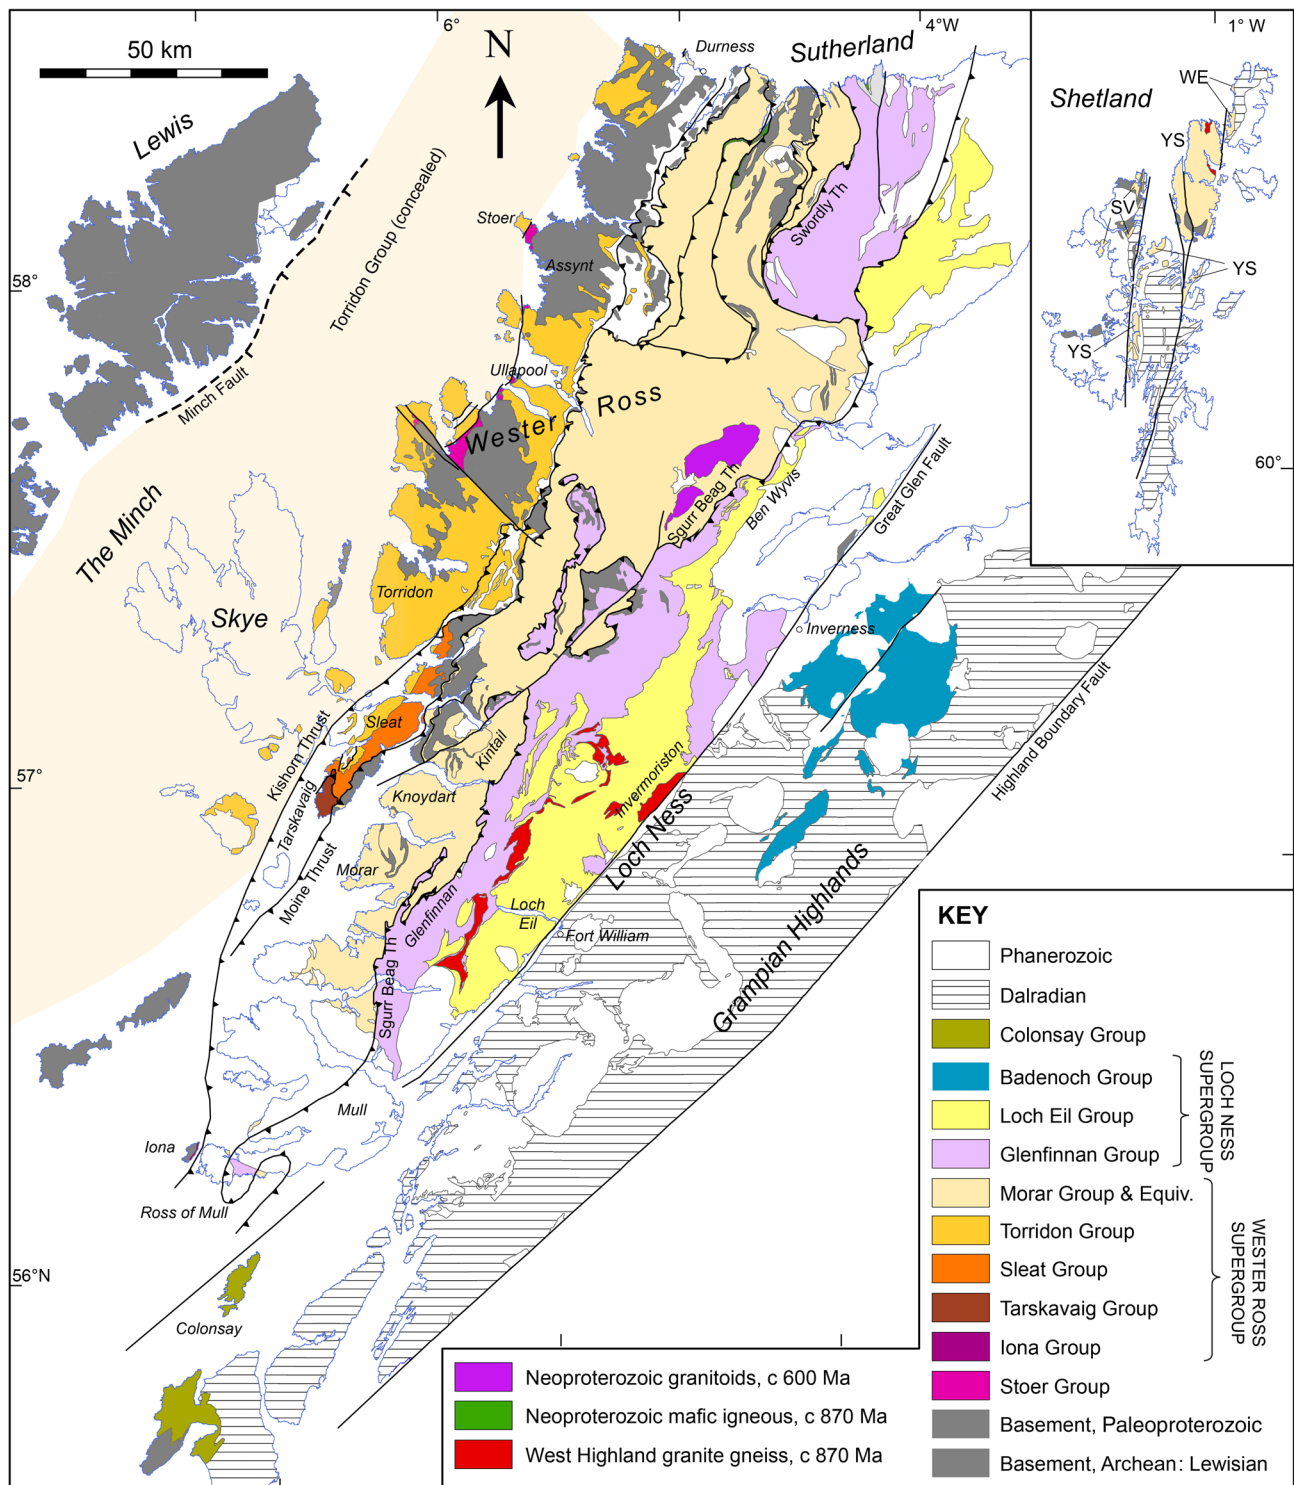 6°
4°W
1° W
50 km
N
Durness
Sutherland
Shetland
WE
Lewis
YS
Torridon Group (concealed)
Stoer
Swordly Th
SV
Assynt
YS
58°
Minch Fault
Ullapool
YS
Wester Ross
60°
The Minch
Sgurr Beag Th
Ben Wyvis
Great Glen Fault
Torridon
Skye
Inverness
Sleat
Kishorn Thrust
Kintail
Highland Boundary Fault
57°
Knoydart
Invermoriston
Tarskavaig
Loch Ness
Morar
Moine Thrust
Glenfinnan
Loch
Eil
Fort William
Grampian Highlands
Sgurr Beag Th
Mull
Iona
Ross of Mull
56°N
Colonsay
KEY
Phanerozoic
Dalradian
Colonsay Group
Badenoch Group
Loch Eil Group
Glenfinnan Group
LOCH NESS
SUPERGROUP
Morar Group & Equiv.
Torridon Group
Sleat Group
Tarskavaig Group
Iona Group
WESTER ROSS
SUPERGROUP
Stoer Group
Basement, Paleoproterozoic
Basement, Archean: Lewisian
Neoproterozoic granitoids, c 600 Ma
Neoproterozoic mafic igneous, c 870 Ma
West Highland granite gneiss, c 870 Ma